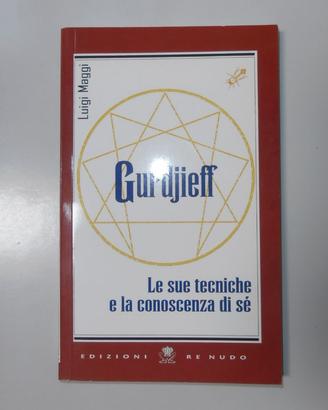 Luigi Maggi
Gurdjieff
Le sue tecniche
e la conoscenza di sé
EDIZIONI RE NUDO